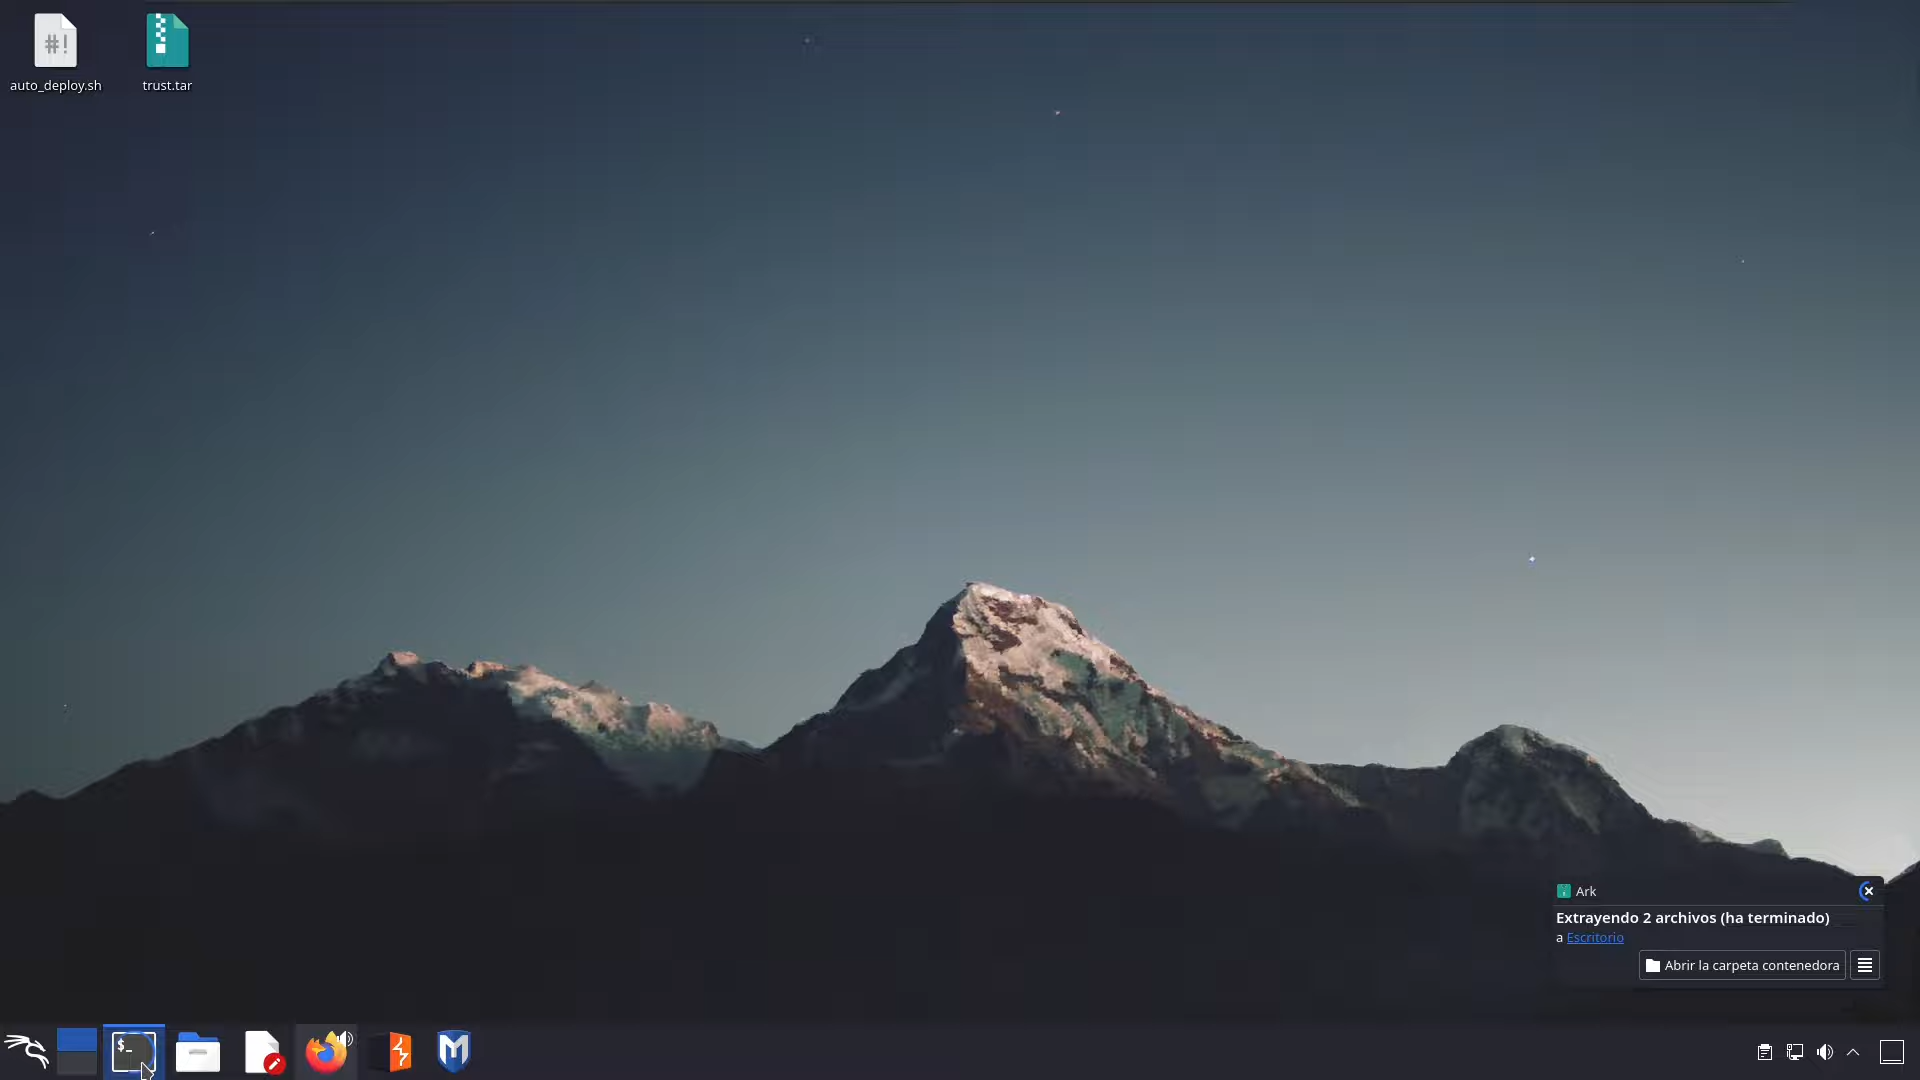 #!
auto_deploy.sh
trust.tar
Ark
Extrayendo 2 archivos (ha terminado)
a Escritorio
Abrir la carpeta contenedora
$_